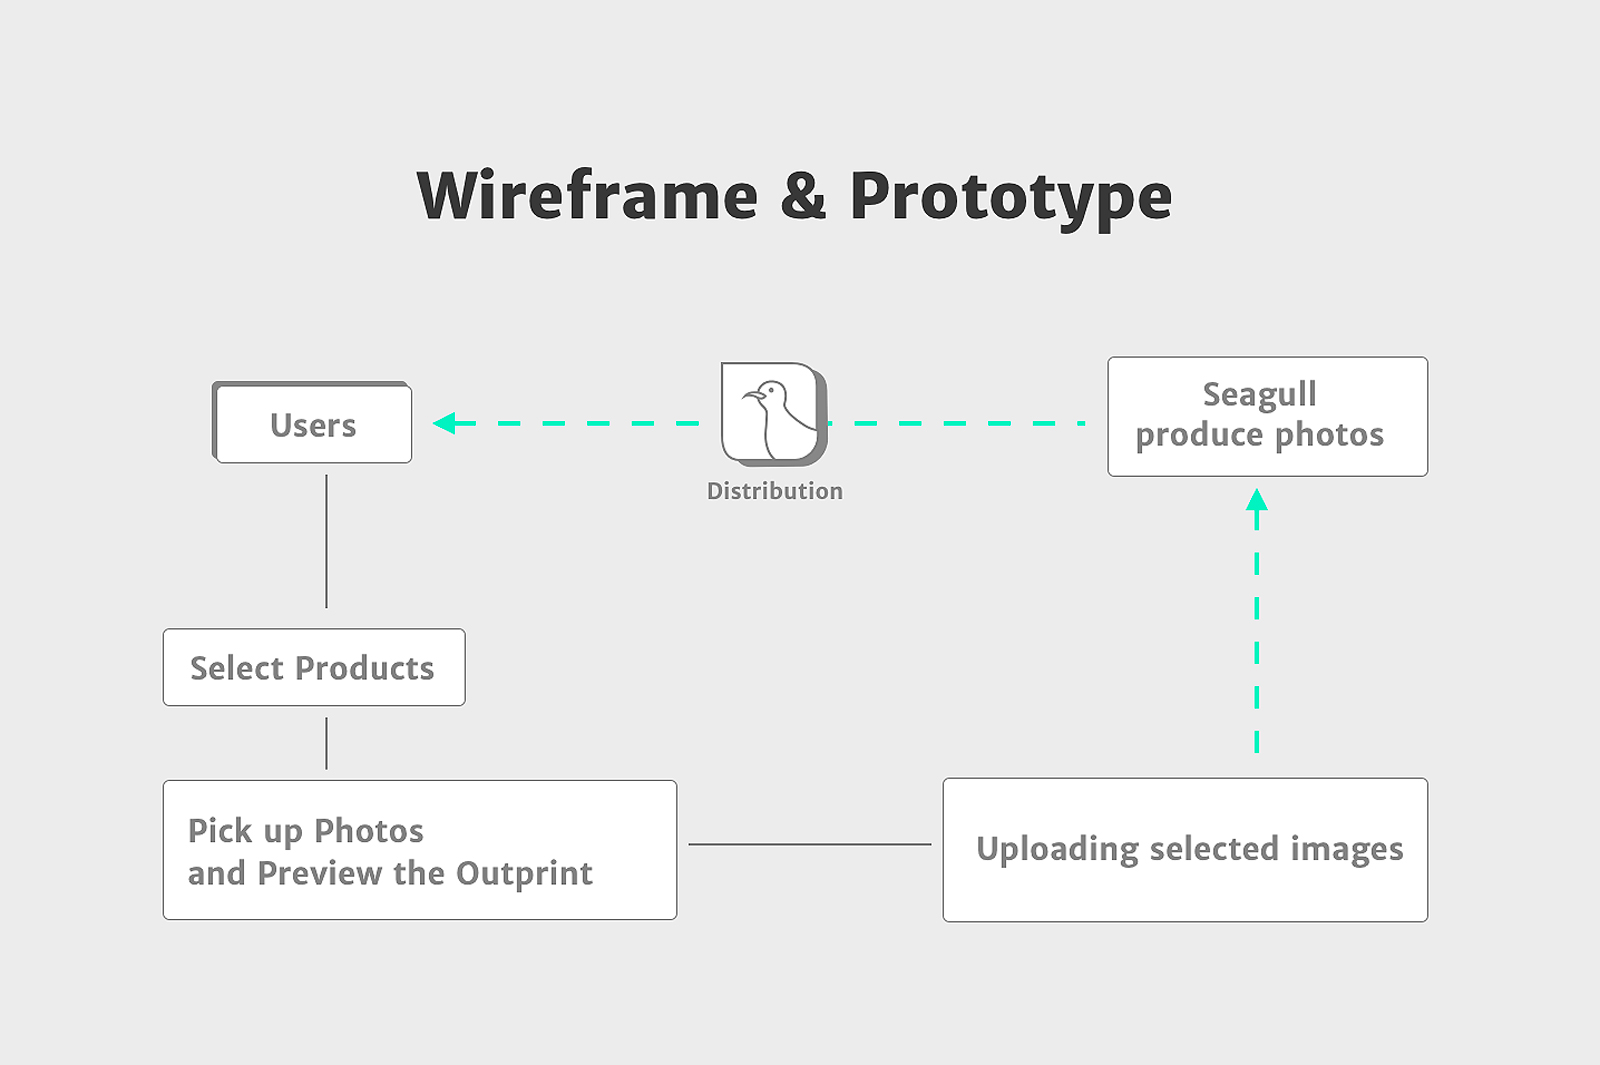 Wireframe & Prototype
Users
Distribution
Seagull
produce photos
Select Products
Pick up Photos
and Preview the Outprint
Uploading selected images